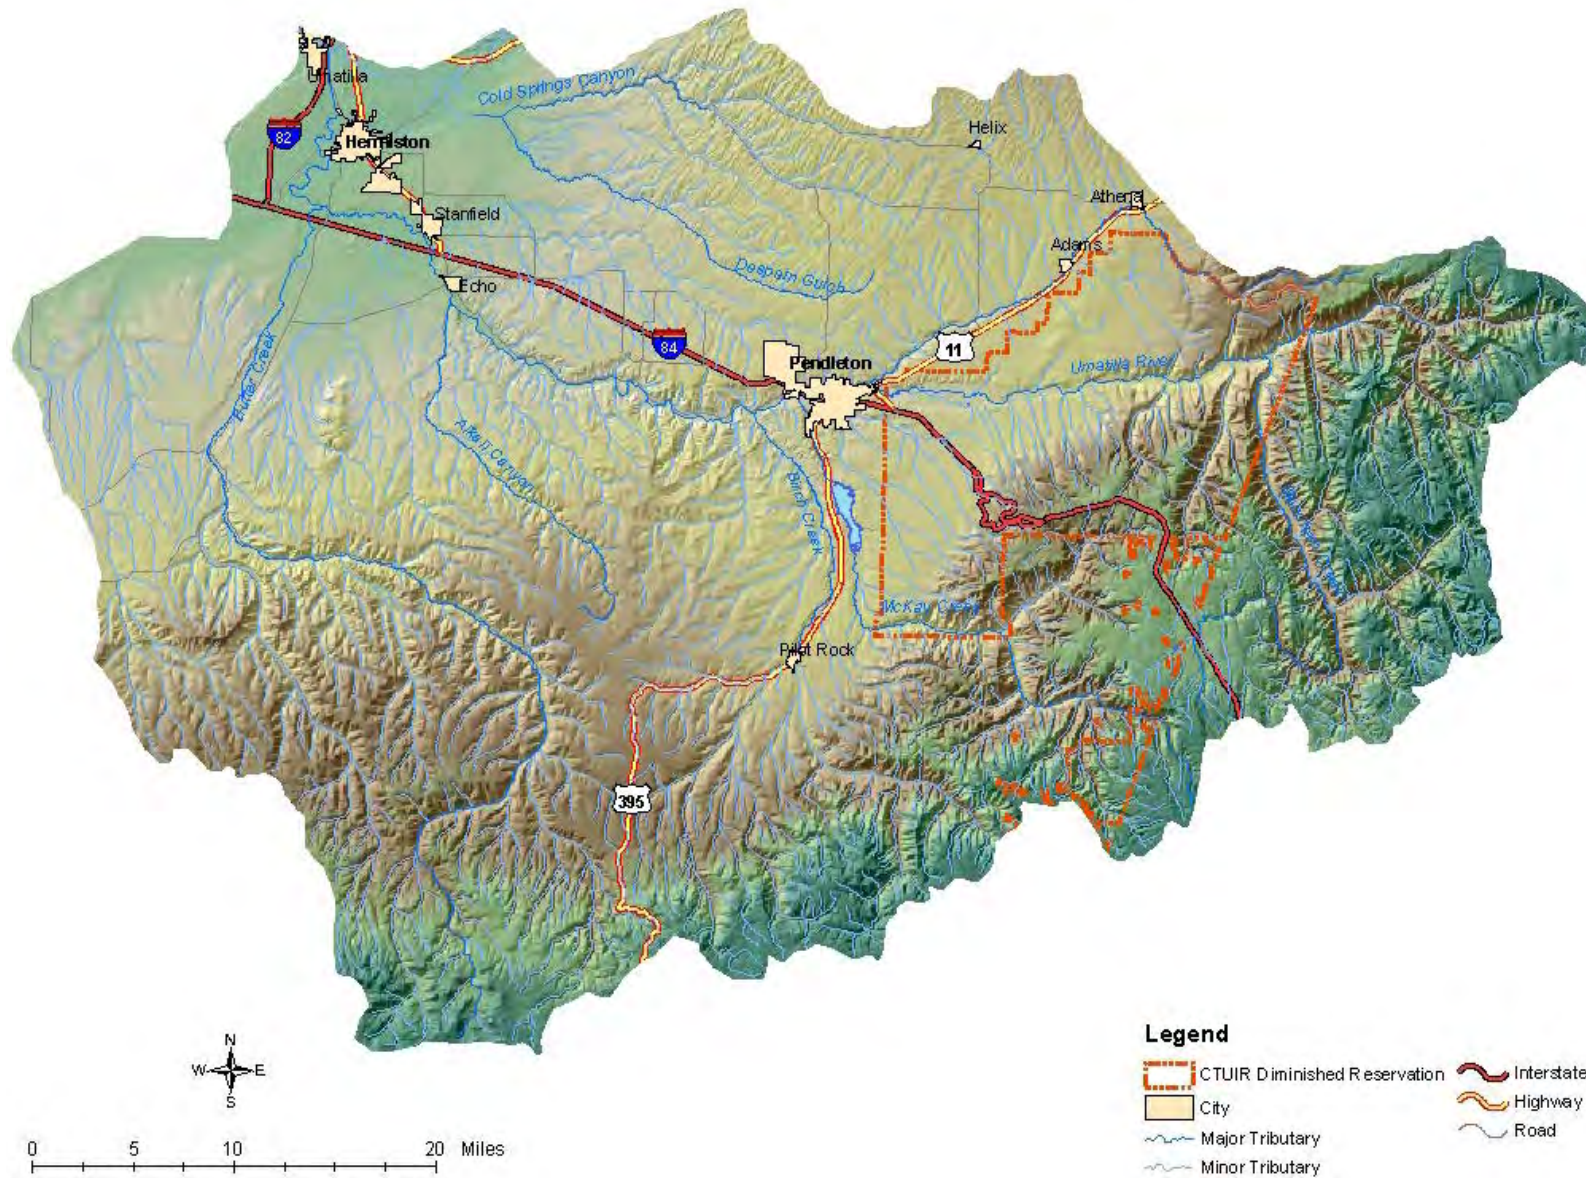 Umatilla
Cold Springs Canyon
82
Hermiston
Helix
Athena
Stanfield
Adams
Despain Gulch
Echo
84
11
Pendleton
Umatilla River
Butter Creek
Alkali Canyon
Birch Creek
McKay Creek
Pilot Rock
395
N
W E
S
0 5 10 20 Miles
Legend
CTUIR Diminished Reservation
City
Major Tributary
Minor Tributary
Interstate
Highway
Road